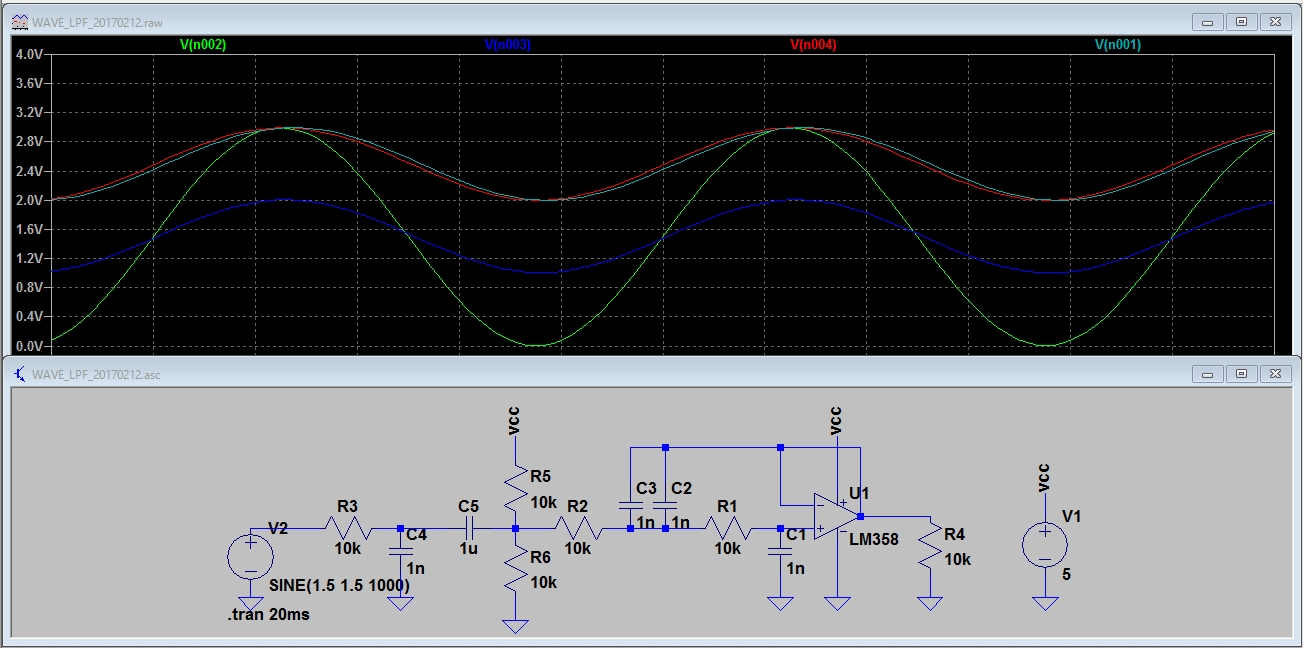 WAVE_LPF_20170212.raw
V(n002) V(n003) V(n004) V(n001)
4.0V
3.6V
3.2V
2.8V
2.4V
2.0V
1.6V
1.2V
0.8V
0.4V
0.0V
WAVE_LPF_20170212.asc
vcc vcc
vcc
R5
10k
C3 C2
1n 1n
U1
V1
5
R3
10k
C5
1u
R2
10k
R1
10k
V2
C4
1n
C1
1n
LM358
R4
10k
R6
10k
SINE(1.5 1.5 1000)
.tran 20ms